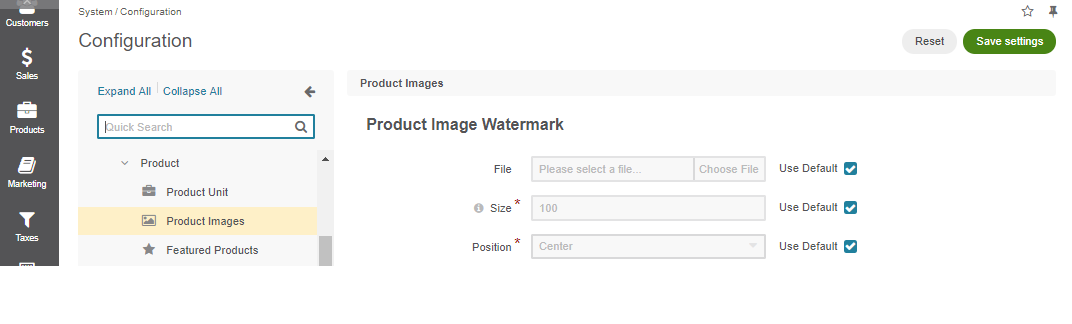 Customers
Sales
Products
Marketing
Taxes
System / Configuration
Configuration
Reset
Save settings
Expand All
Collapse All
Quick Search
Product
Product Unit
Product Images
Featured Products
Product Images
Product Image Watermark
File
Please select a file...
Choose File
Use Default
Size *
100
Use Default
Position *
Center
Use Default